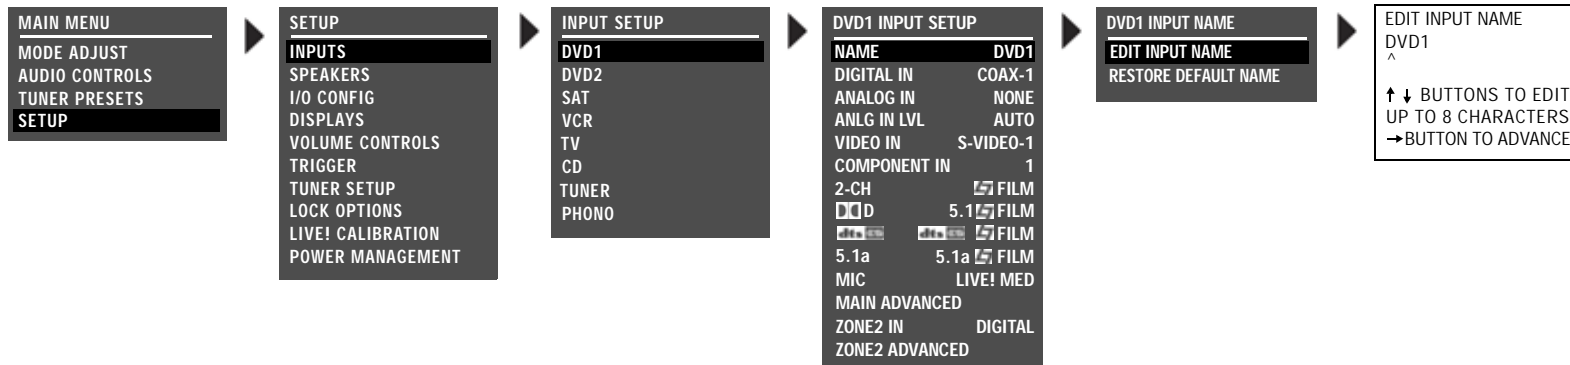 MAIN MENU
MODE ADJUST
AUDIO CONTROLS
TUNER PRESETS
SETUP
SETUP
INPUTS
SPEAKERS
I/O CONFIG
DISPLAYS
VOLUME CONTROLS
TRIGGER
TUNER SETUP
LOCK OPTIONS
LIVE! CALIBRATION
POWER MANAGEMENT
INPUT SETUP
DVD1
DVD2
SAT
VCR
TV
CD
TUNER
PHONO
DVD1 INPUT SETUP
NAME DVD1
DIGITAL IN COAX-1
ANALOG IN NONE
ANLG IN LVL AUTO
VIDEO IN S-VIDEO-1
COMPONENT IN 1
2-CH FILM
D 5.1 FILM
dts ES dts ES FILM
5.1a 5.1a FILM
MIC LIVE! MED
MAIN ADVANCED
ZONE2 IN DIGITAL
ZONE2 ADVANCED
DVD1 INPUT NAME
EDIT INPUT NAME
RESTORE DEFAULT NAME
EDIT INPUT NAME
DVD1
^
↑ ↓ BUTTONS TO EDIT
UP TO 8 CHARACTERS
→BUTTON TO ADVANCE